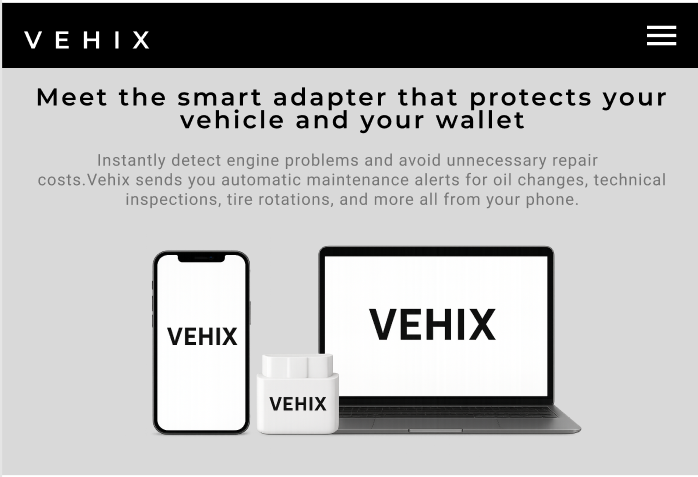 VEHIX
Meet the smart adapter that protects your
vehicle and your wallet
Instantly detect engine problems and avoid unnecessary repair
costs.Vehix sends you automatic maintenance alerts for oil changes, technical
inspections, tire rotations, and more all from your phone.
VEHIX
VEHIX
VEHIX